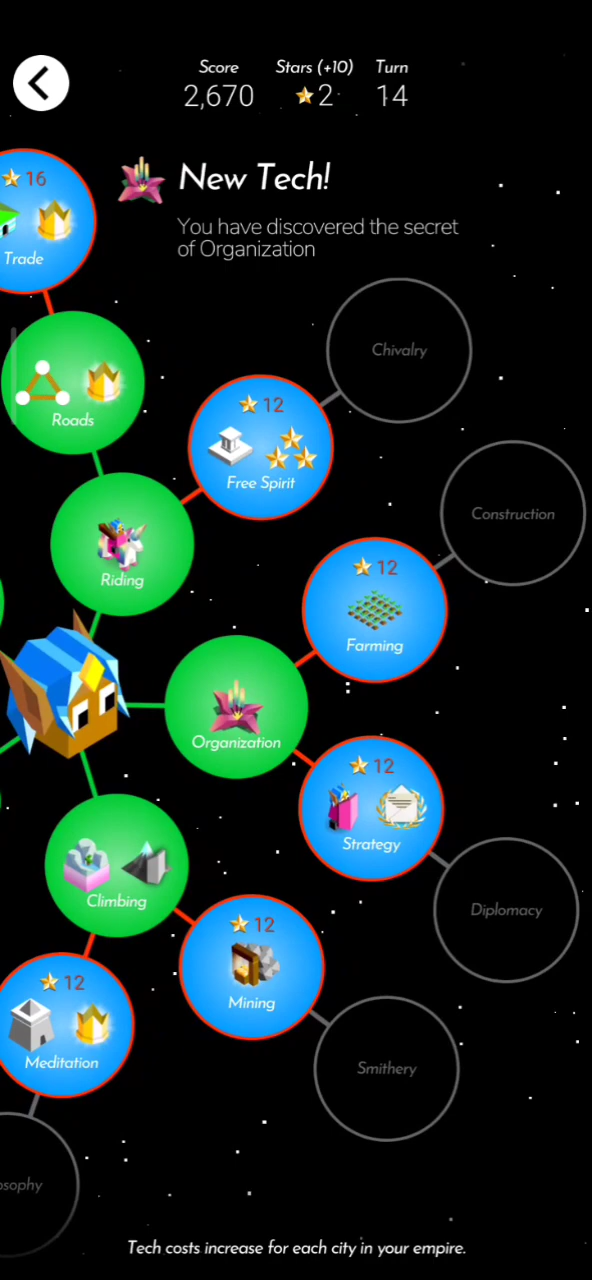 Score
Stars (+10)
Turn
2,670
2
14
16
New Tech!
You have discovered the secret
of Organization
Trade
Chivalry
12
Roads
Free Spirit
Construction
12
Riding
Farming
Organization
12
Strategy
Climbing
Diplomacy
12
Mining
12
Meditation
Smithery
osophy
Tech costs increase for each city in your empire.